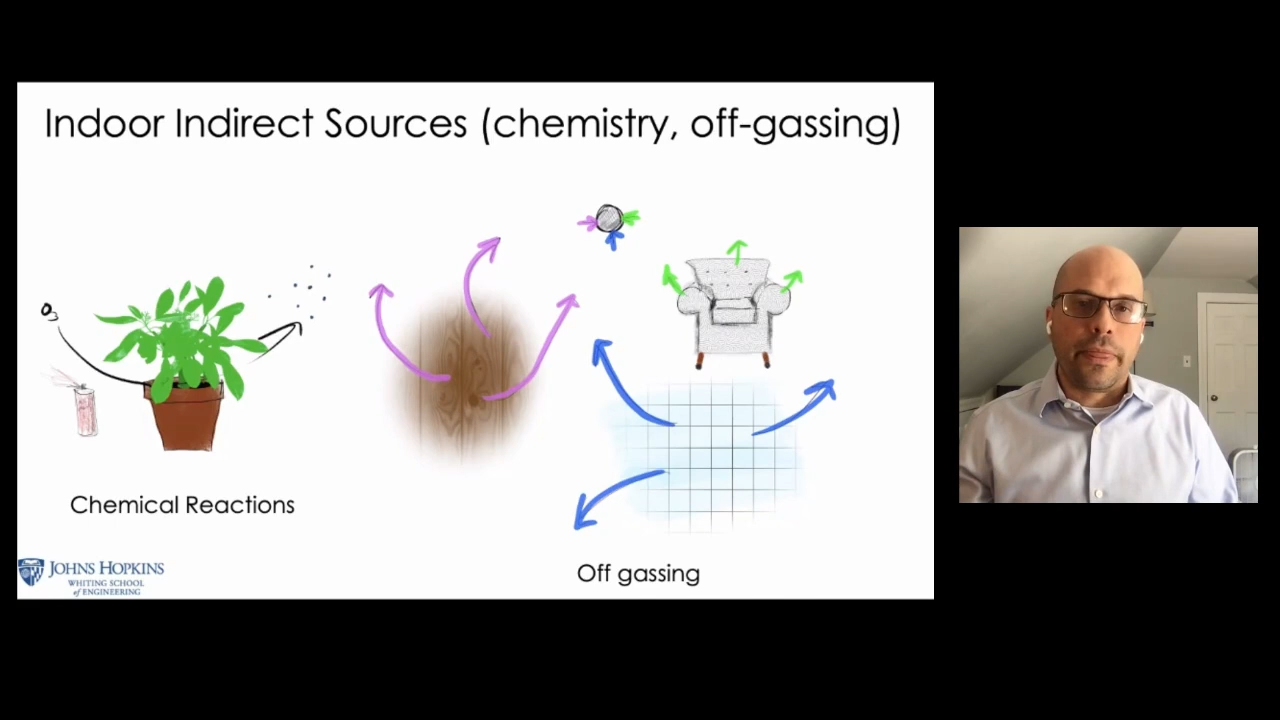 Indoor Indirect Sources (chemistry, off-gassing)
O3
Chemical Reactions
Off gassing
JOHNS HOPKINS
WHITING SCHOOL
of ENGINEERING